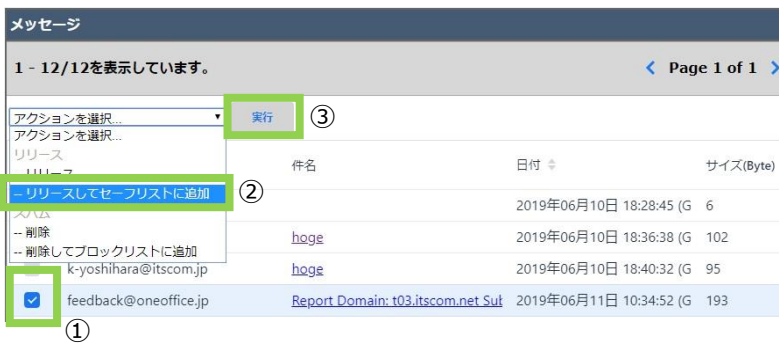 メッセージ
1 - 12/12を表示しています。
Page 1 of 1
アクションを選択...
実行
③
アクションを選択...
リリース
-- リリース
件名
日付
サイズ(Byte)
-- リリースしてセーフリストに追加
②
スパム
2019年06月10日 18:28:45 (G
6
-- 削除
hoge
2019年06月10日 18:36:38 (G
102
-- 削除してブロックリストに追加
k-yoshihara@itscom.jp
hoge
2019年06月10日 18:40:32 (G
95
feedback@oneoffice.jp
Report Domain: t03.itscom.net Sub
2019年06月11日 10:34:52 (G
193
①